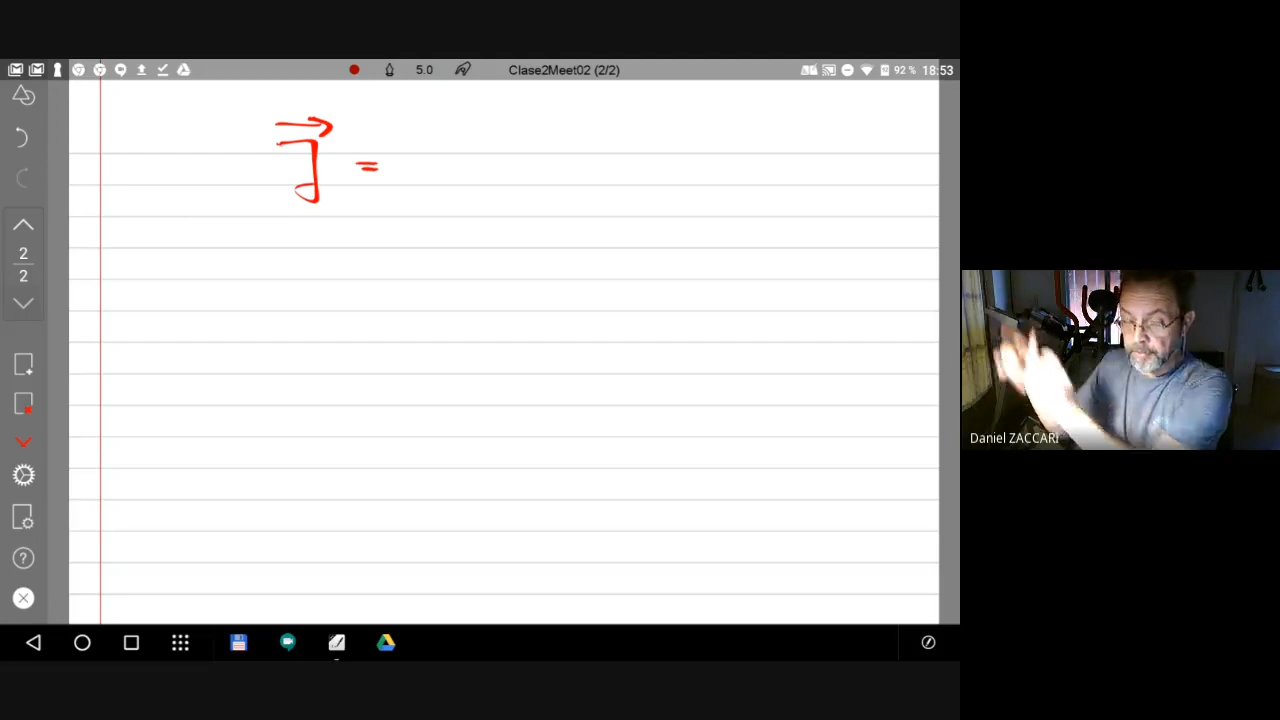 5.0 Clase2Meet02 (2/2) 92 % 18:53
J⃗ =
2
2
Daniel ZACCARI